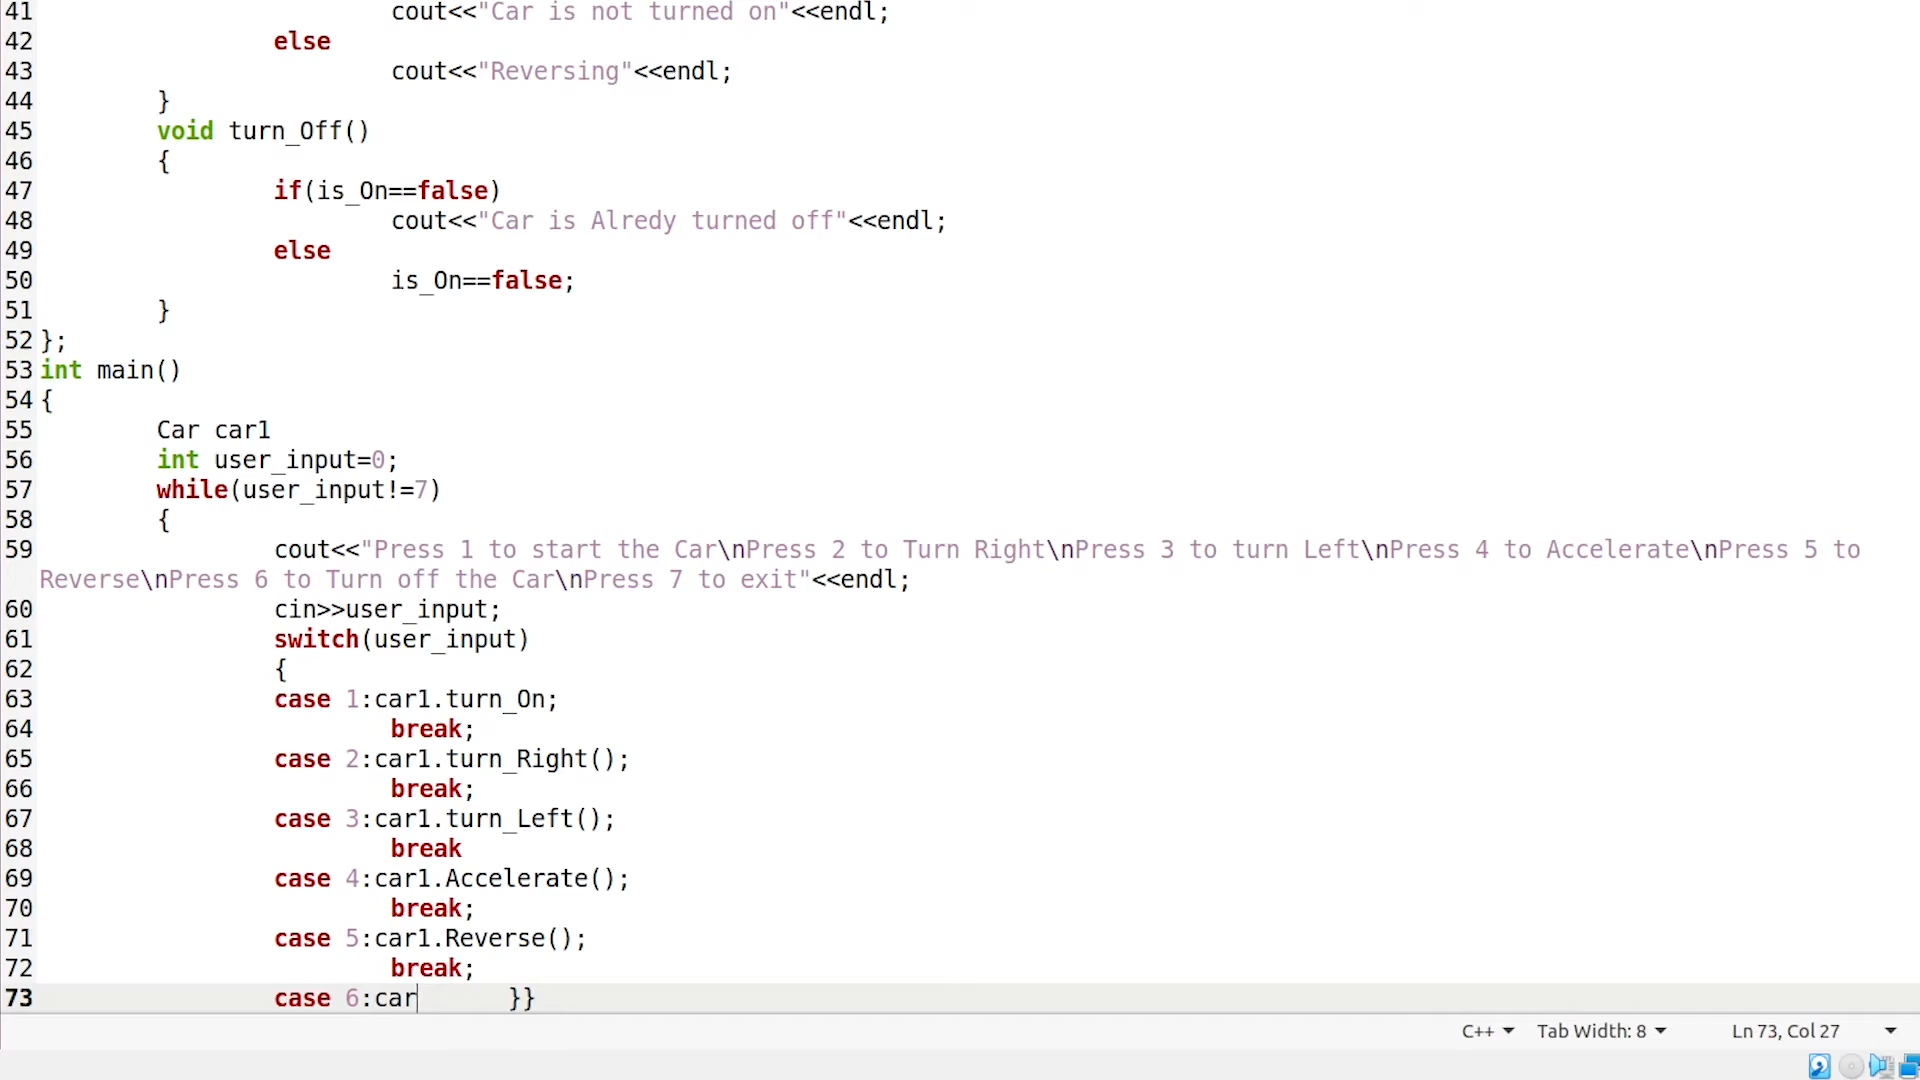 41 cout<<"Car is not turned on"<<endl;
42 else
43 cout<<"Reversing"<<endl;
44 }
45 void turn_Off()
46 {
47 if(is_On==false)
48 cout<<"Car is Alredy turned off"<<endl;
49 else
50 is_On==false;
51 }
52 };
53 int main()
54 {
55 Car car1
56 int user_input=0;
57 while(user_input!=7)
58 {
59 cout<<"Press 1 to start the Car\nPress 2 to Turn Right\nPress 3 to turn Left\nPress 4 to Accelerate\nPress 5 to
Reverse\nPress 6 to Turn off the Car\nPress 7 to exit"<<endl;
60 cin>>user_input;
61 switch(user_input)
62 {
63 case 1:car1.turn_On;
64 break;
65 case 2:car1.turn_Right();
66 break;
67 case 3:car1.turn_Left();
68 break
69 case 4:car1.Accelerate();
70 break;
71 case 5:car1.Reverse();
72 break;
73 case 6:car }}
C++ Tab Width: 8 Ln 73, Col 27